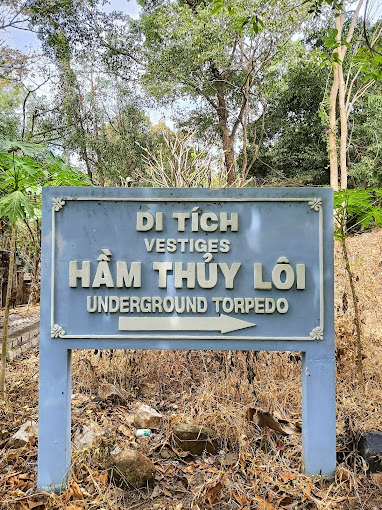 DI TÍCH
VESTIGES
HẦM THỦY LÔI
UNDERGROUND TORPEDO